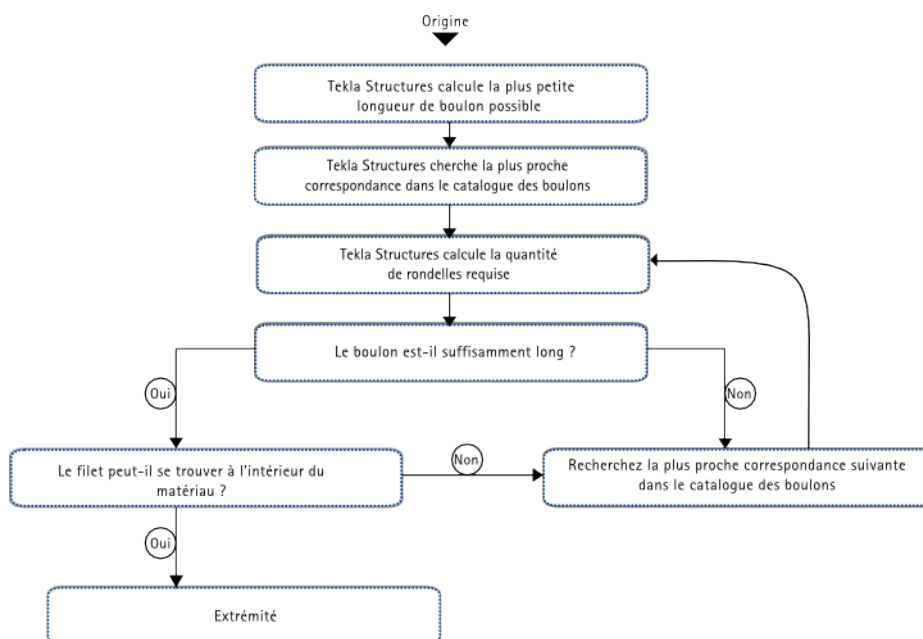 Origine
Tekla Structures calcule la plus petite
longueur de boulon possible
Tekla Structures cherche la plus proche
correspondance dans le catalogue des boulons
Tekla Structures calcule la quantité
de rondelles requise
Le boulon est-il suffisamment long ?
Oui
Non
Le filet peut-il se trouver à l'intérieur du
matériau ?
Non
Recherchez la plus proche correspondance suivante
dans le catalogue des boulons
Oui
Extrémité